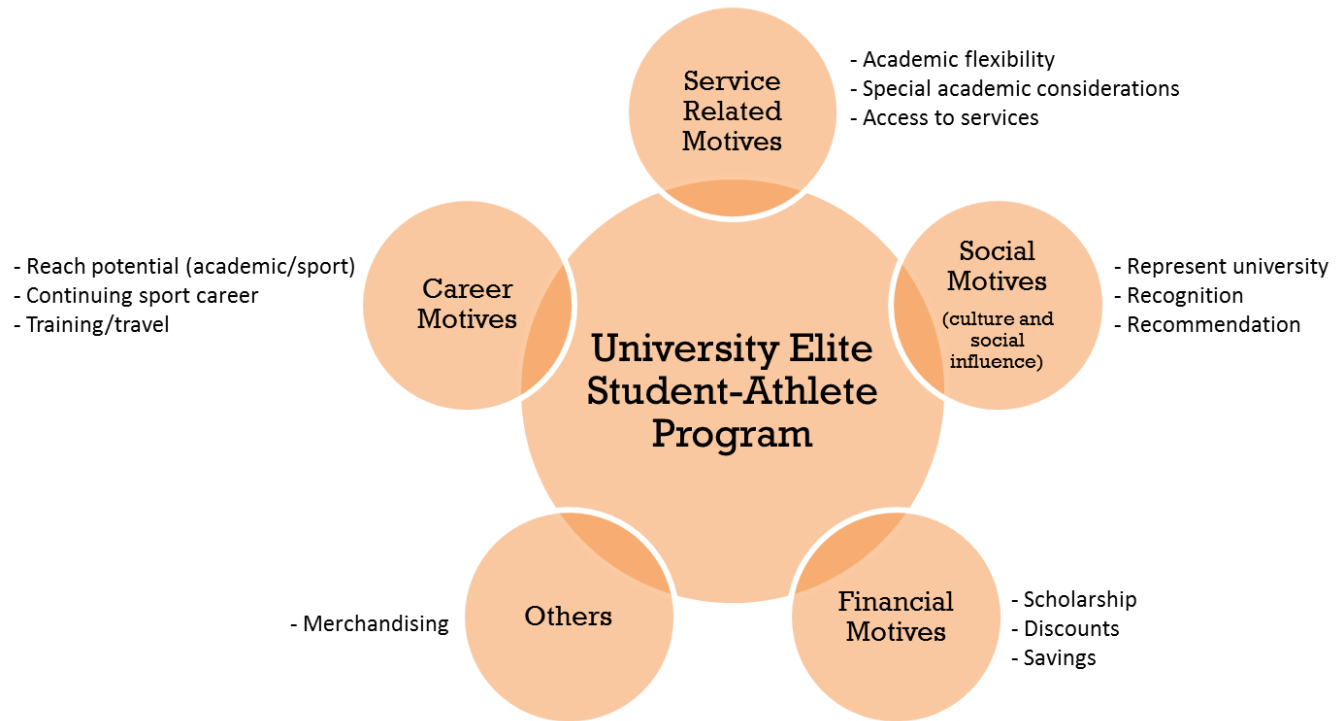 Service
Related
Motives
- Academic flexibility
- Special academic considerations
- Access to services
Social
Motives
(culture and
social
influence)
- Represent university
- Recognition
- Recommendation
- Reach potential (academic/sport)
- Continuing sport career
- Training/travel
Career
Motives
University Elite
Student-Athlete
Program
- Merchandising
Others
Financial
Motives
- Scholarship
- Discounts
- Savings